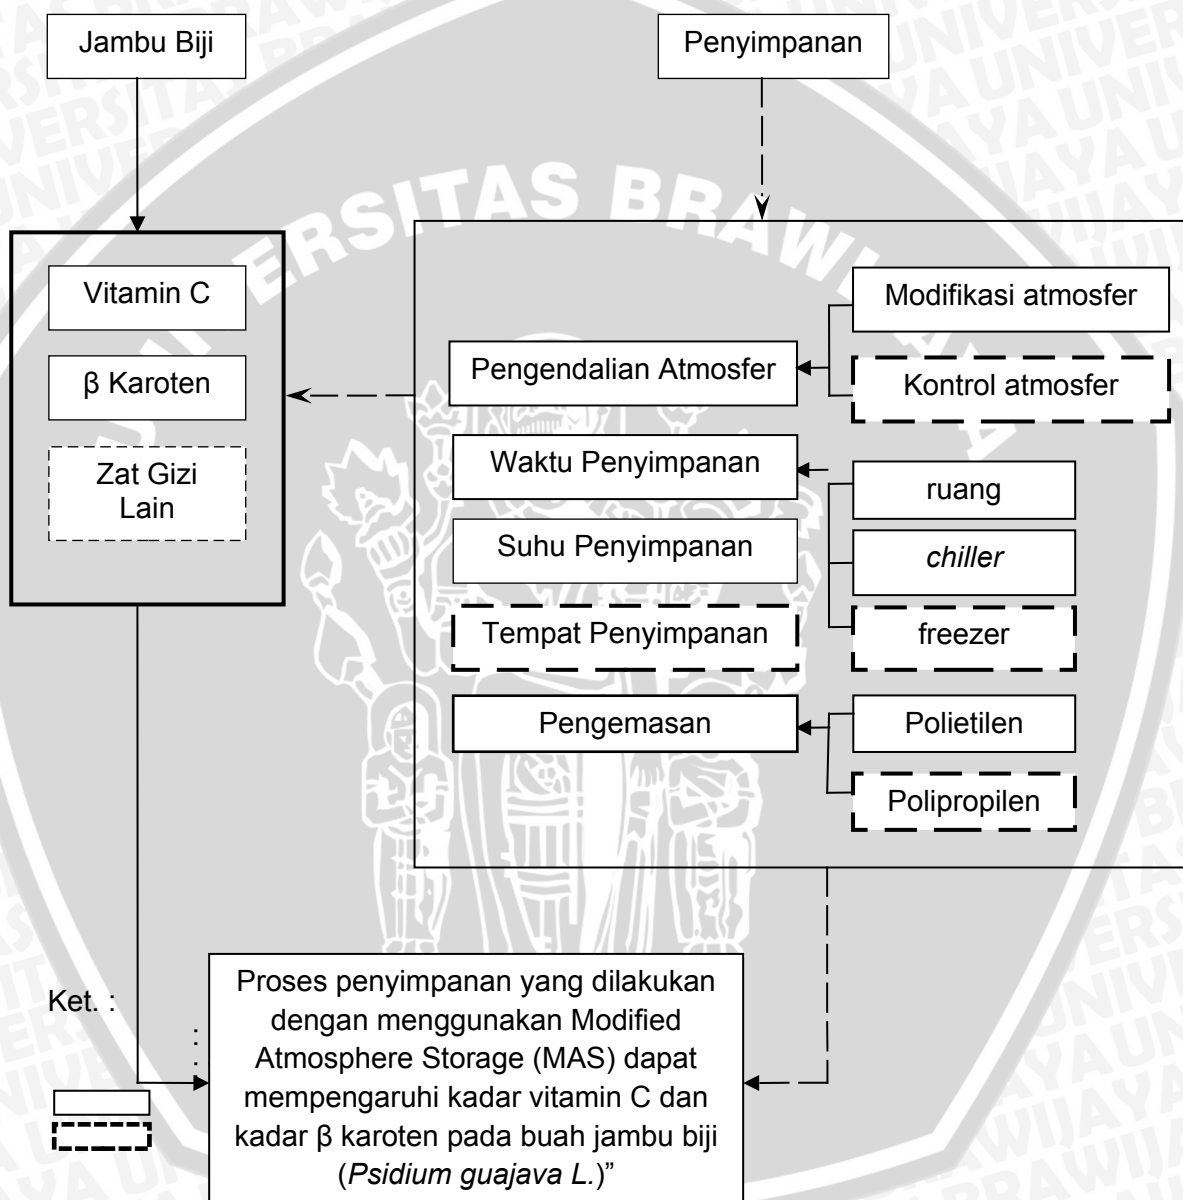 Jambu Biji
Penyimpanan
Vitamin C
β Karoten
Zat Gizi
Lain
Modifikasi atmosfer
Pengendalian Atmosfer
Kontrol atmosfer
Waktu Penyimpanan
ruang
Suhu Penyimpanan
chiller
Tempat Penyimpanan
freezer
Pengemasan
Polietilen
Polipropilen
Ket. :
:
:
Proses penyimpanan yang dilakukan
dengan menggunakan Modified
Atmosphere Storage (MAS) dapat
mempengaruhi kadar vitamin C dan
kadar β karoten pada buah jambu biji
(Psidium guajava L.)”
UNIVERSITAS BRAWIJAYA